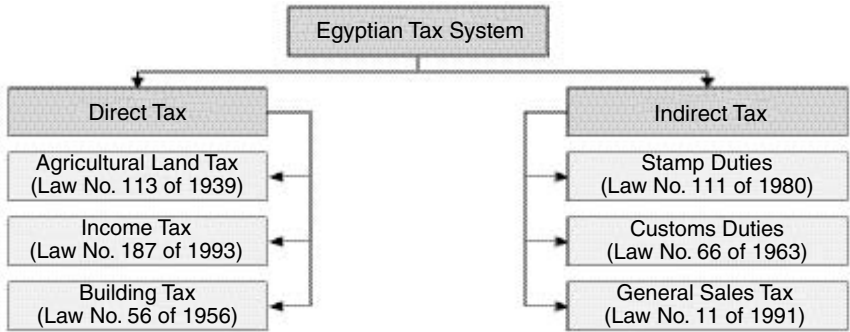 Egyptian Tax System
Direct Tax
Agricultural Land Tax
(Law No. 113 of 1939)
Income Tax
(Law No. 187 of 1993)
Building Tax
(Law No. 56 of 1956)
Indirect Tax
Stamp Duties
(Law No. 111 of 1980)
Customs Duties
(Law No. 66 of 1963)
General Sales Tax
(Law No. 11 of 1991)